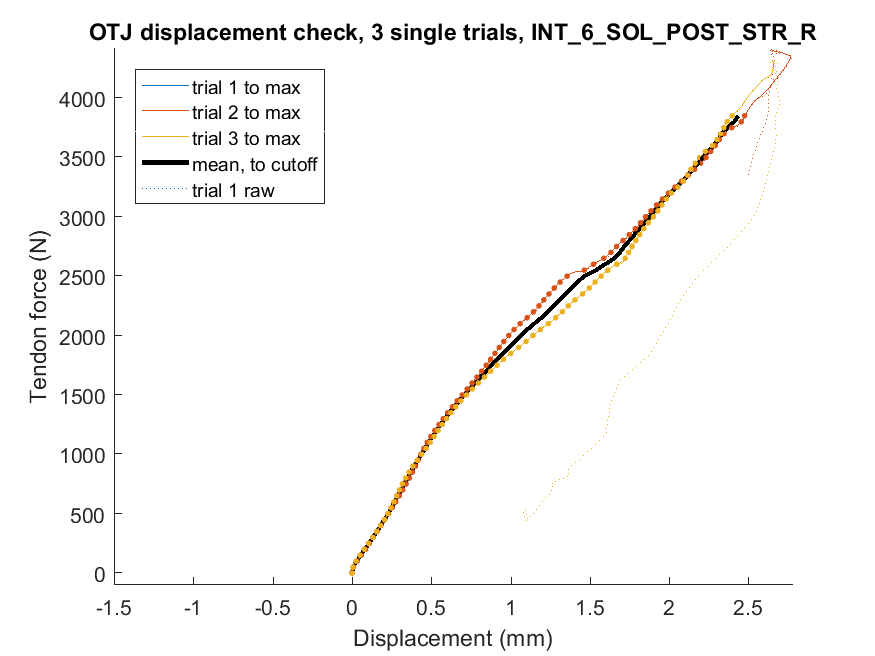 OTJ displacement check, 3 single trials, INT_6_SOL_POST_STR_R
trial 1 to max
trial 2 to max
trial 3 to max
mean, to cutoff
trial 1 raw
Tendon force (N)
4000
3500
3000
2500
2000
1500
1000
500
0
-1.5 -1 -0.5 0 0.5 1 1.5 2 2.5
Displacement (mm)